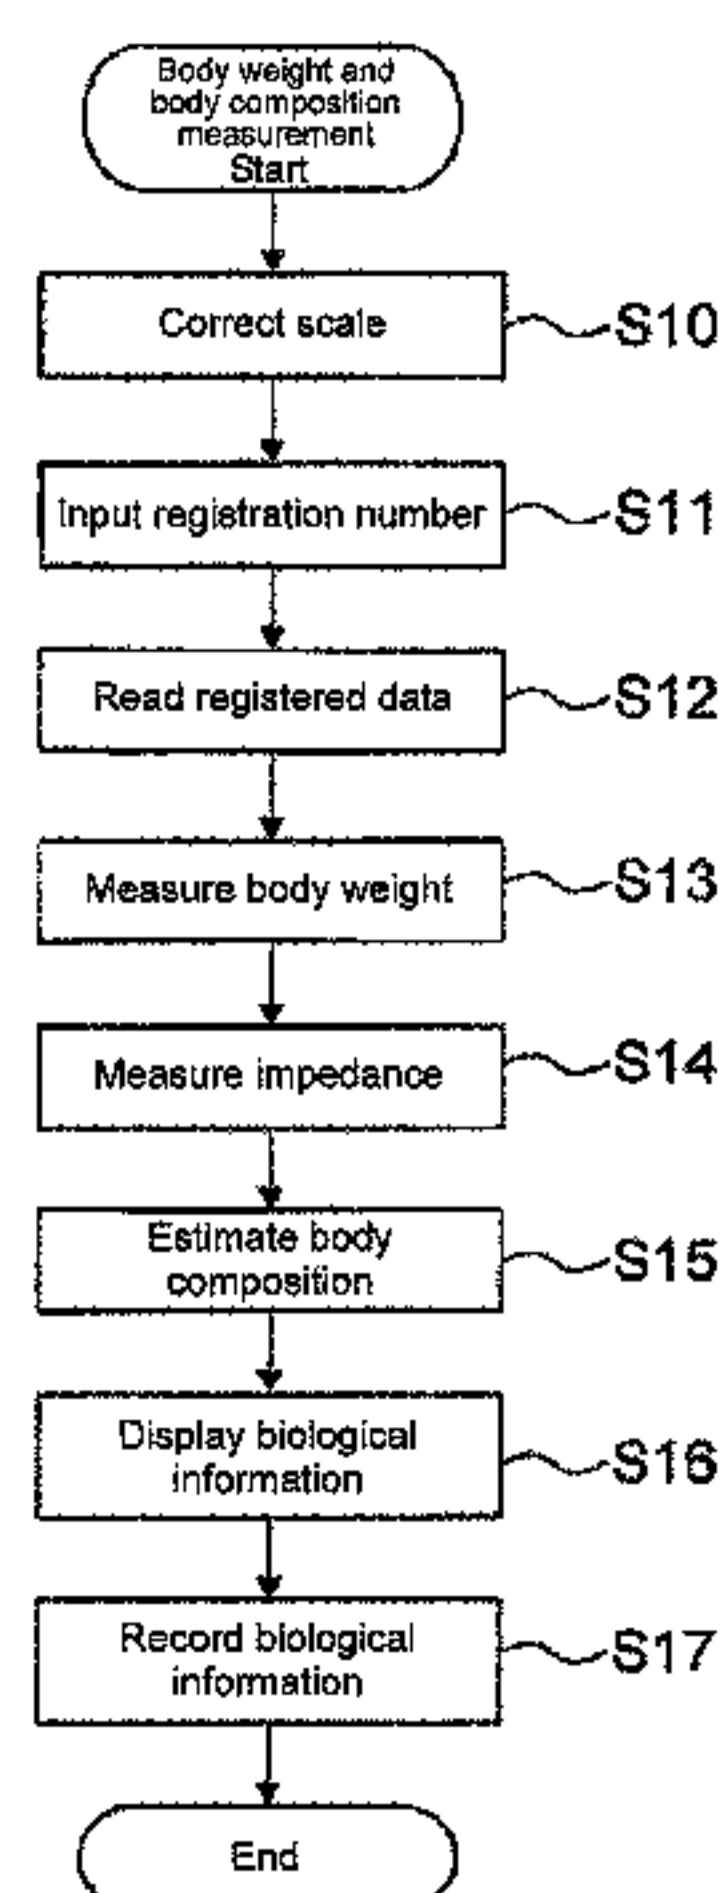 Body weight and
body composition
measurement
Start
Correct scale
S10
Input registration number
S11
Read registered data
S12
Measure body weight
S13
Measure impedance
S14
Estimate body
composition
S15
Display biological
information
S16
Record biological
information
S17
End